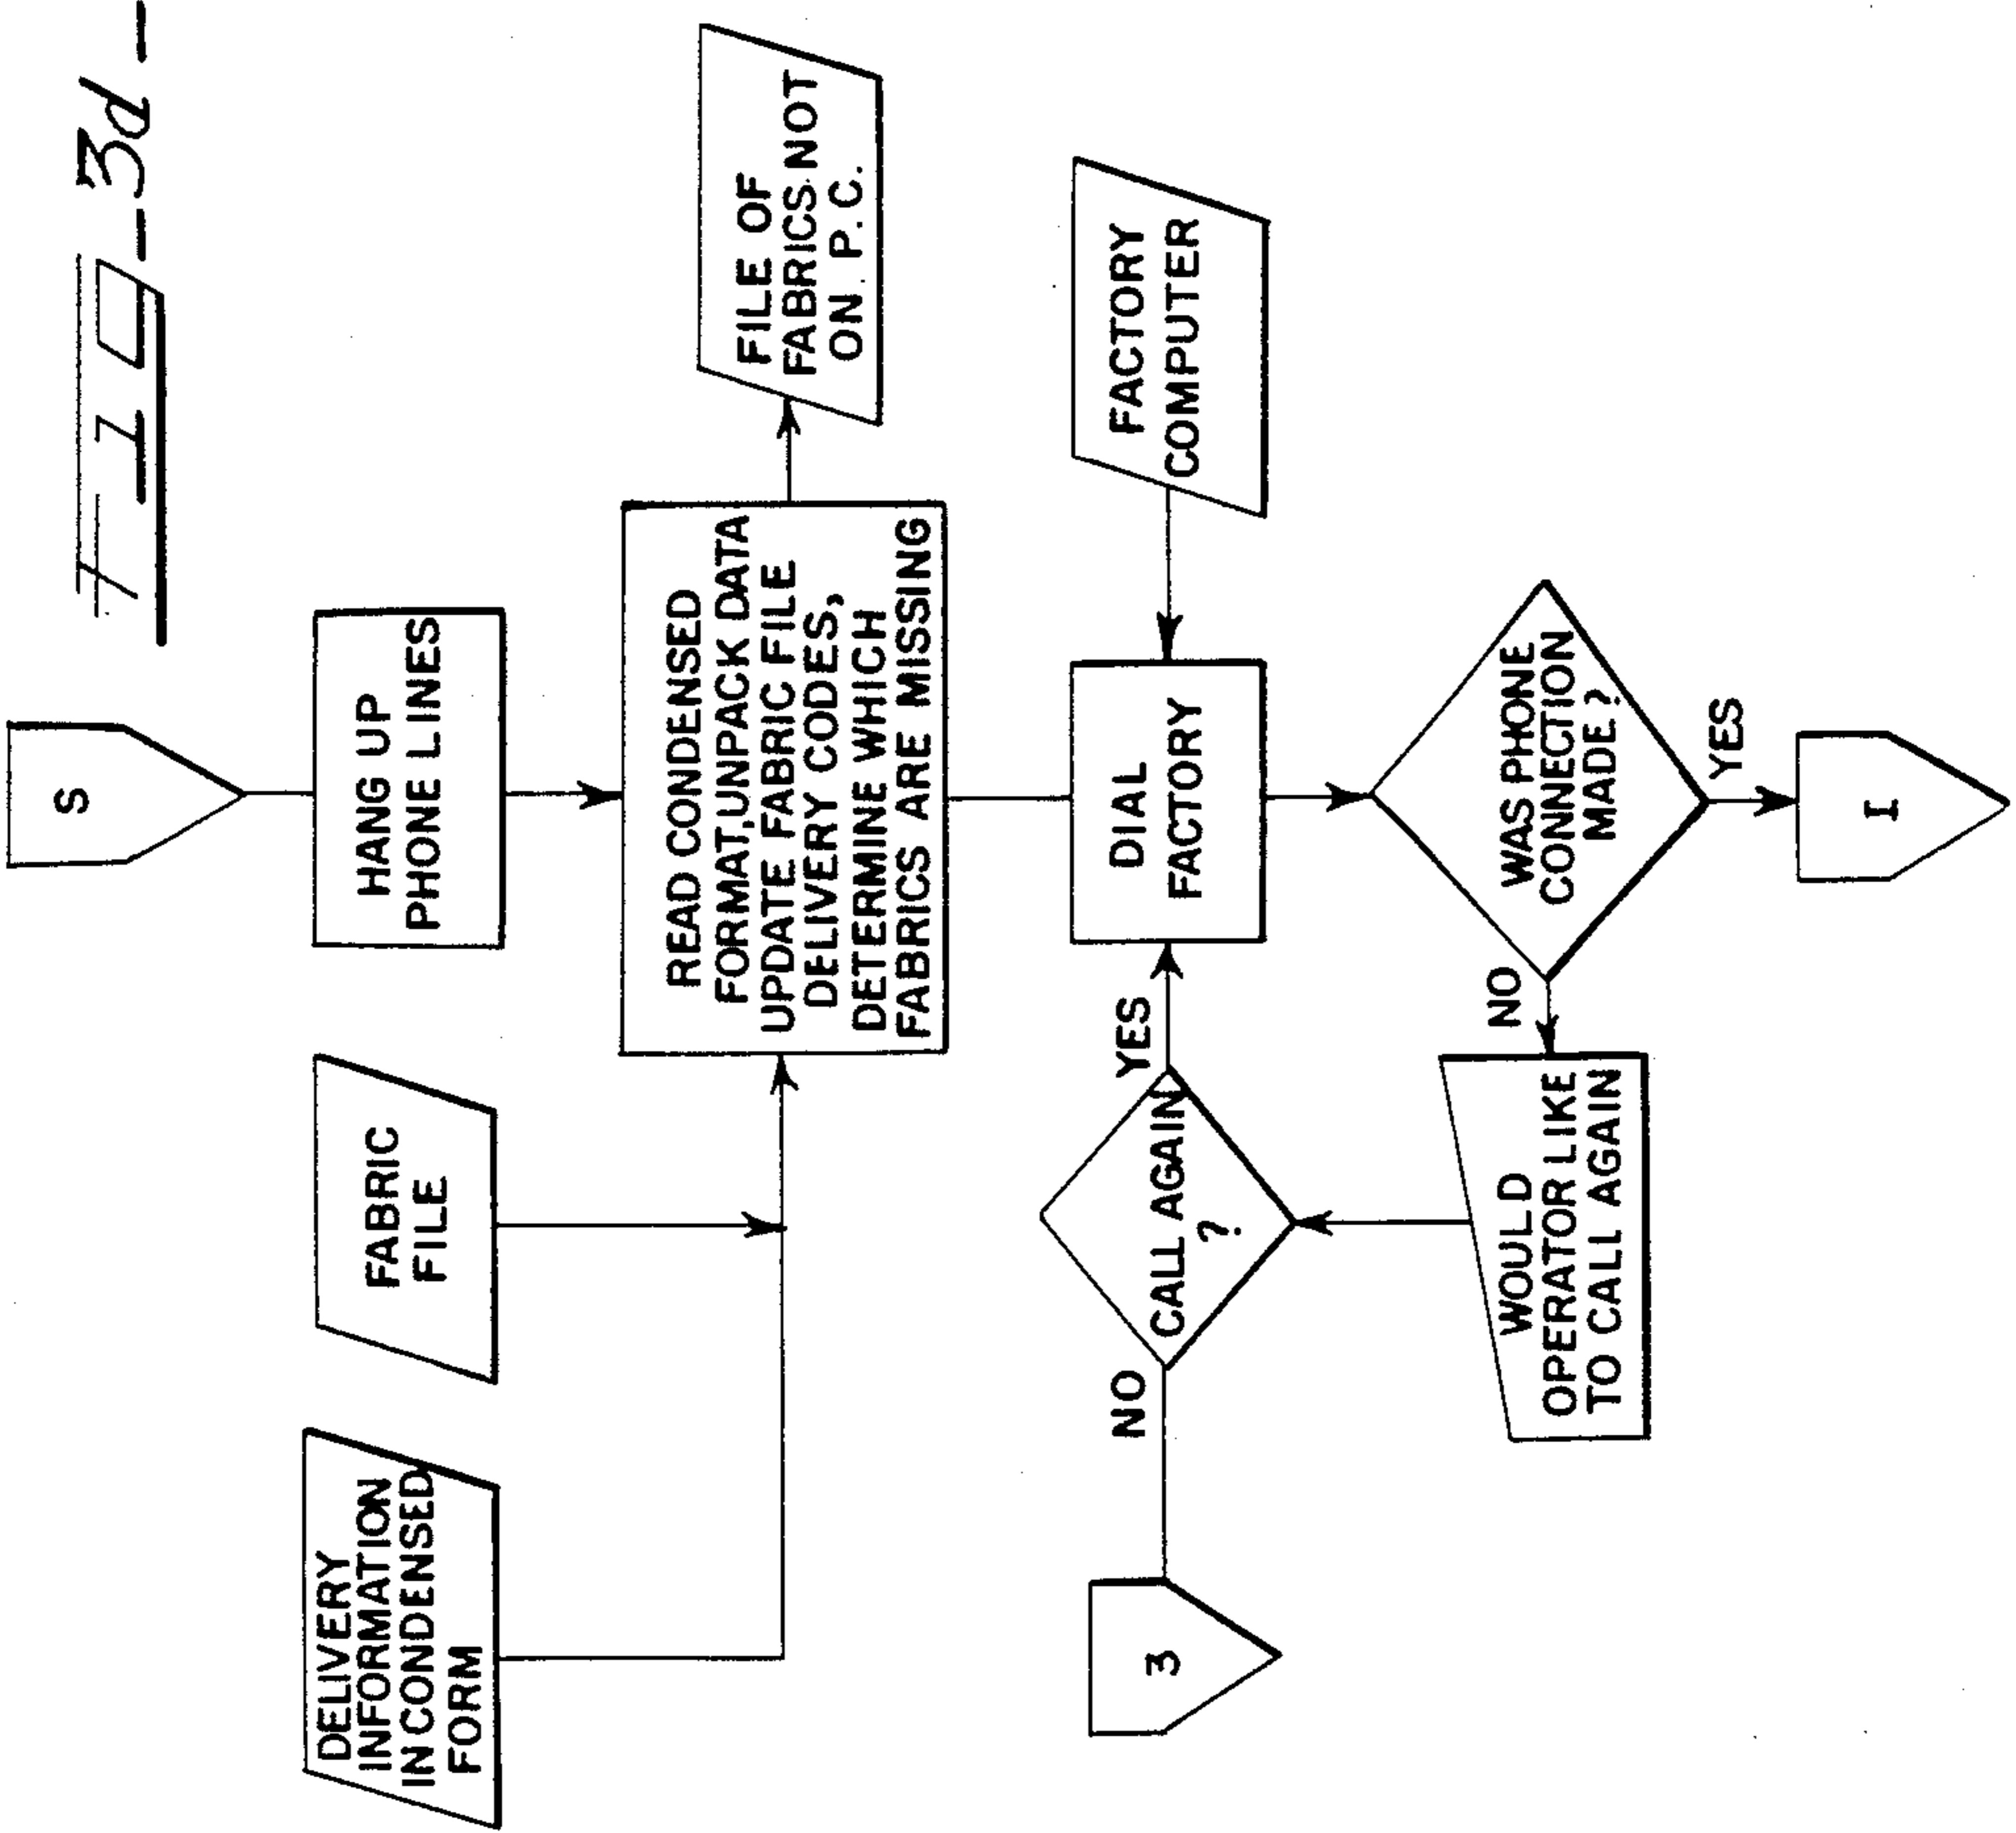 FIG-3d-
S
HANG UP
PHONE LINES
DELIVERY
INFORMATION
IN CONDENSED
FORM
FABRIC
FILE
READ CONDENSED
FORMAT,UNPACK DATA
UPDATE FABRIC FILE
DELIVERY CODES,
DETERMINE WHICH
FABRICS ARE MISSING
FILE OF
FABRICS NOT
ON P.C.
3
NO
CALL AGAIN
?
YES
DIAL
FACTORY
FACTORY
COMPUTER
WOULD
OPERATOR LIKE
TO CALL AGAIN
NO
WAS PHONE
CONNECTION
MADE?
YES
I